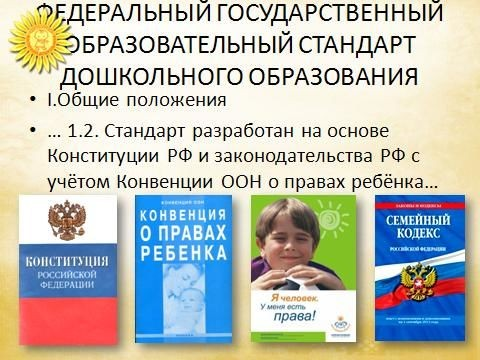 ФЕДЕРАЛЬНЫЙ ГОСУДАРСТВЕННЫЙ
ОБРАЗОВАТЕЛЬНЫЙ СТАНДАРТ
ДОШКОЛЬНОГО ОБРАЗОВАНИЯ
• I.Общие положения
• … 1.2. Стандарт разработан на основе
Конституции РФ и законодательства РФ с
учётом Конвенции ООН о правах ребёнка…
КОНСТИТУЦИЯ
РОССИЙСКОЙ
ФЕДЕРАЦИИ
КОНВЕНЦИЯ ООН
КОНВЕНЦИЯ
О ПРАВАХ
РЕБЕНКА
Я человек.
У меня есть
права!
ЗАКОНЫ И КОДЕКСЫ
СЕМЕЙНЫЙ
КОДЕКС
РОССИЙСКОЙ ФЕДЕРАЦИИ